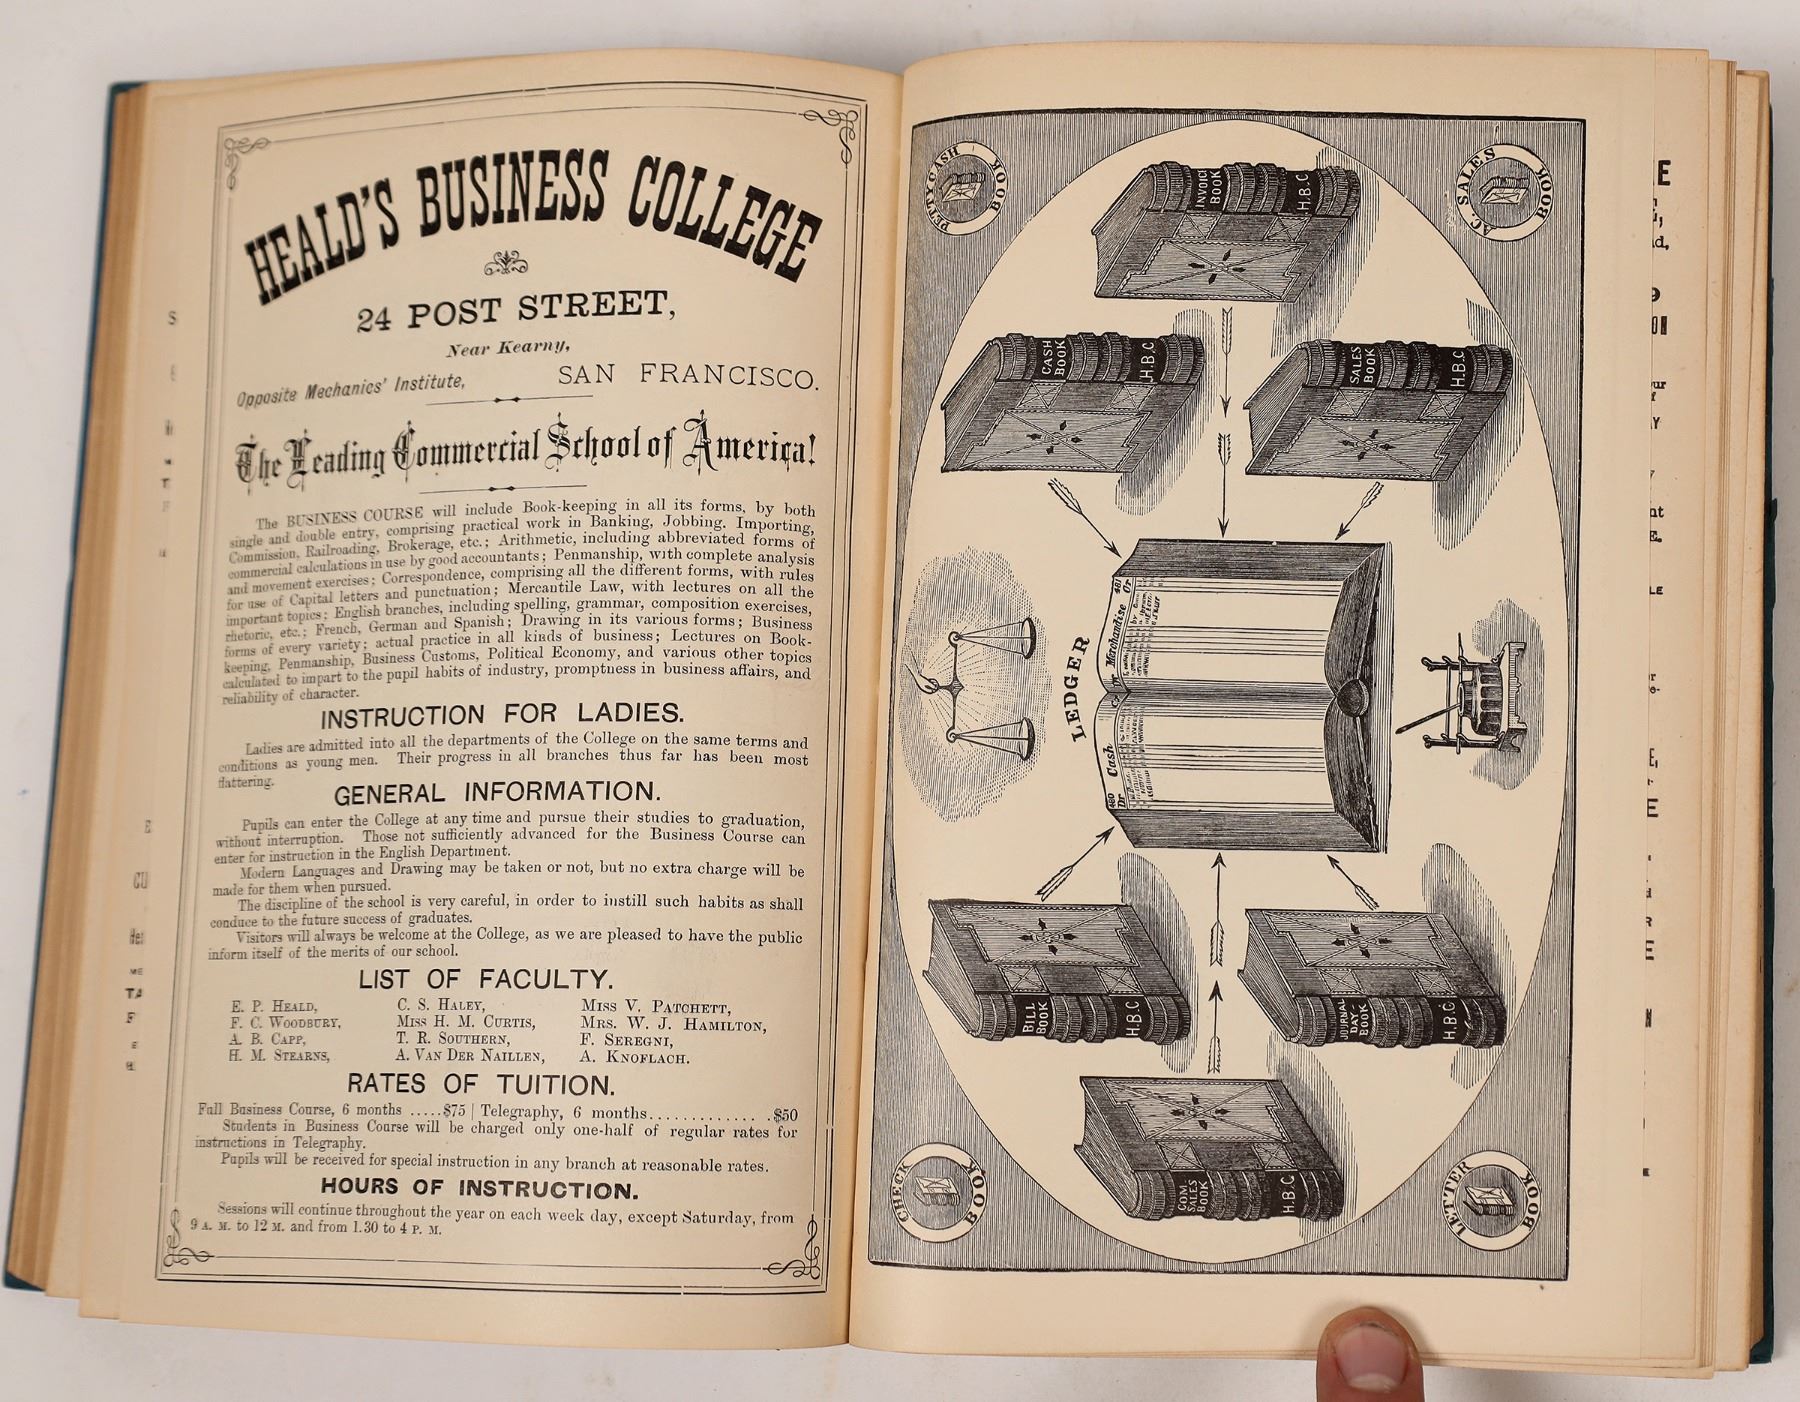 HEALD'S BUSINESS COLLEGE
24 POST STREET,
Near Kearny,
Opposite Mechanics' Institute, SAN FRANCISCO.
The Leading Commercial School of America!
The BUSINESS COURSE will include Book-keeping in all its forms, by both
single and double entry, comprising practical work in Banking, Jobbing. Importing,
Commission, Railroading, Brokerage, etc.; Arithmetic, including abbreviated forms of
commercial calculations in use by good accountants; Penmanship, with complete analysis
and movement exercises; Correspondence, comprising all the different forms, with rules
for use of Capital letters and punctuation; Mercantile Law, with lectures on all the
important topics; English branches, including spelling, grammar, composition exercises,
rhetoric, etc.; French, German and Spanish; Drawing in its various forms; Business
forms of every variety; actual practice in all kinds of business; Lectures on Book-
keeping, Penmanship, Business Customs, Political Economy, and various other topics
calculated to impart to the pupil habits of industry, promptness in business affairs, and
reliability of character.
INSTRUCTION FOR LADIES.
Ladies are admitted into all the departments of the College on the same terms and
conditions as young men. Their progress in all branches thus far has been most
flattering.
GENERAL INFORMATION.
Pupils can enter the College at any time and pursue their studies to graduation,
without interruption. Those not sufficiently advanced for the Business Course can
enter for instruction in the English Department.
Modern Languages and Drawing may be taken or not, but no extra charge will be
made for them when pursued.
The discipline of the school is very careful, in order to instill such habits as shall
conduce to the future success of graduates.
Visitors will always be welcome at the College, as we are pleased to have the public
inform itself of the merits of our school.
LIST OF FACULTY.
E. P. HEALD, C. S. HALEY, MISS V. PATCHETT,
F. C. WOODBURY, MISS H. M. CURTIS, MRS. W. J. HAMILTON,
A. B. CAPP, T. R. SOUTHERN, F. SEREGNI,
H. M. STEARNS, A. VAN DER NAILLEN, A. KNOFLACH.
RATES OF TUITION.
Full Business Course, 6 months .....$75 | Telegraphy, 6 months..............$50
Students in Business Course will be charged only one-half of regular rates for
instructions in Telegraphy.
Pupils will be received for special instruction in any branch at reasonable rates.
HOURS OF INSTRUCTION.
Sessions will continue throughout the year on each week day, except Saturday, from
9 A. M. to 12 M. and from 1.30 to 4 P. M.
PETTY CASH BOOK
AC. SALES BOOK
INVOICE BOOK H.B.C.
CASH BOOK H.B.C
SALES BOOK H.B.C
LEDGER
460 Cash
Dr Cr
Merchandise 461
Dr Cr
BILL BOOK H.B.C
JOURNAL DAY-BOOK H.B.C
COM. SALES BOOK H.B.C
CHECK BOOK
LETTER BOOK